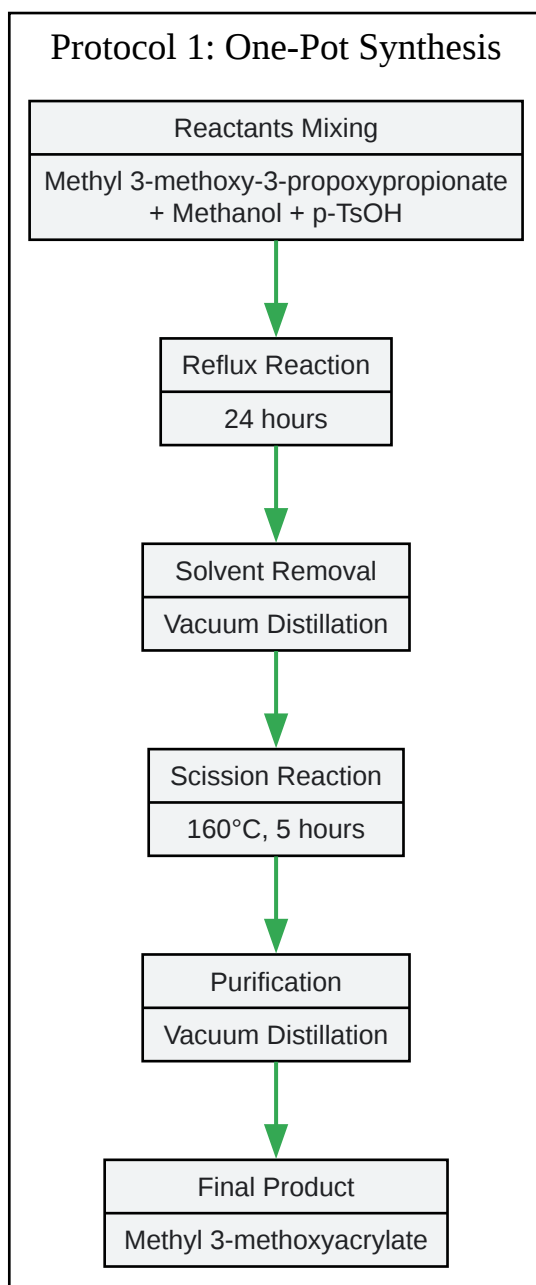 Protocol 1: One-Pot Synthesis
Reactants Mixing
Methyl 3-methoxy-3-propoxypropionate
+ Methanol + p-TsOH
Reflux Reaction
24 hours
Solvent Removal
Vacuum Distillation
Scission Reaction
160°C, 5 hours
Purification
Vacuum Distillation
Final Product
Methyl 3-methoxyacrylate